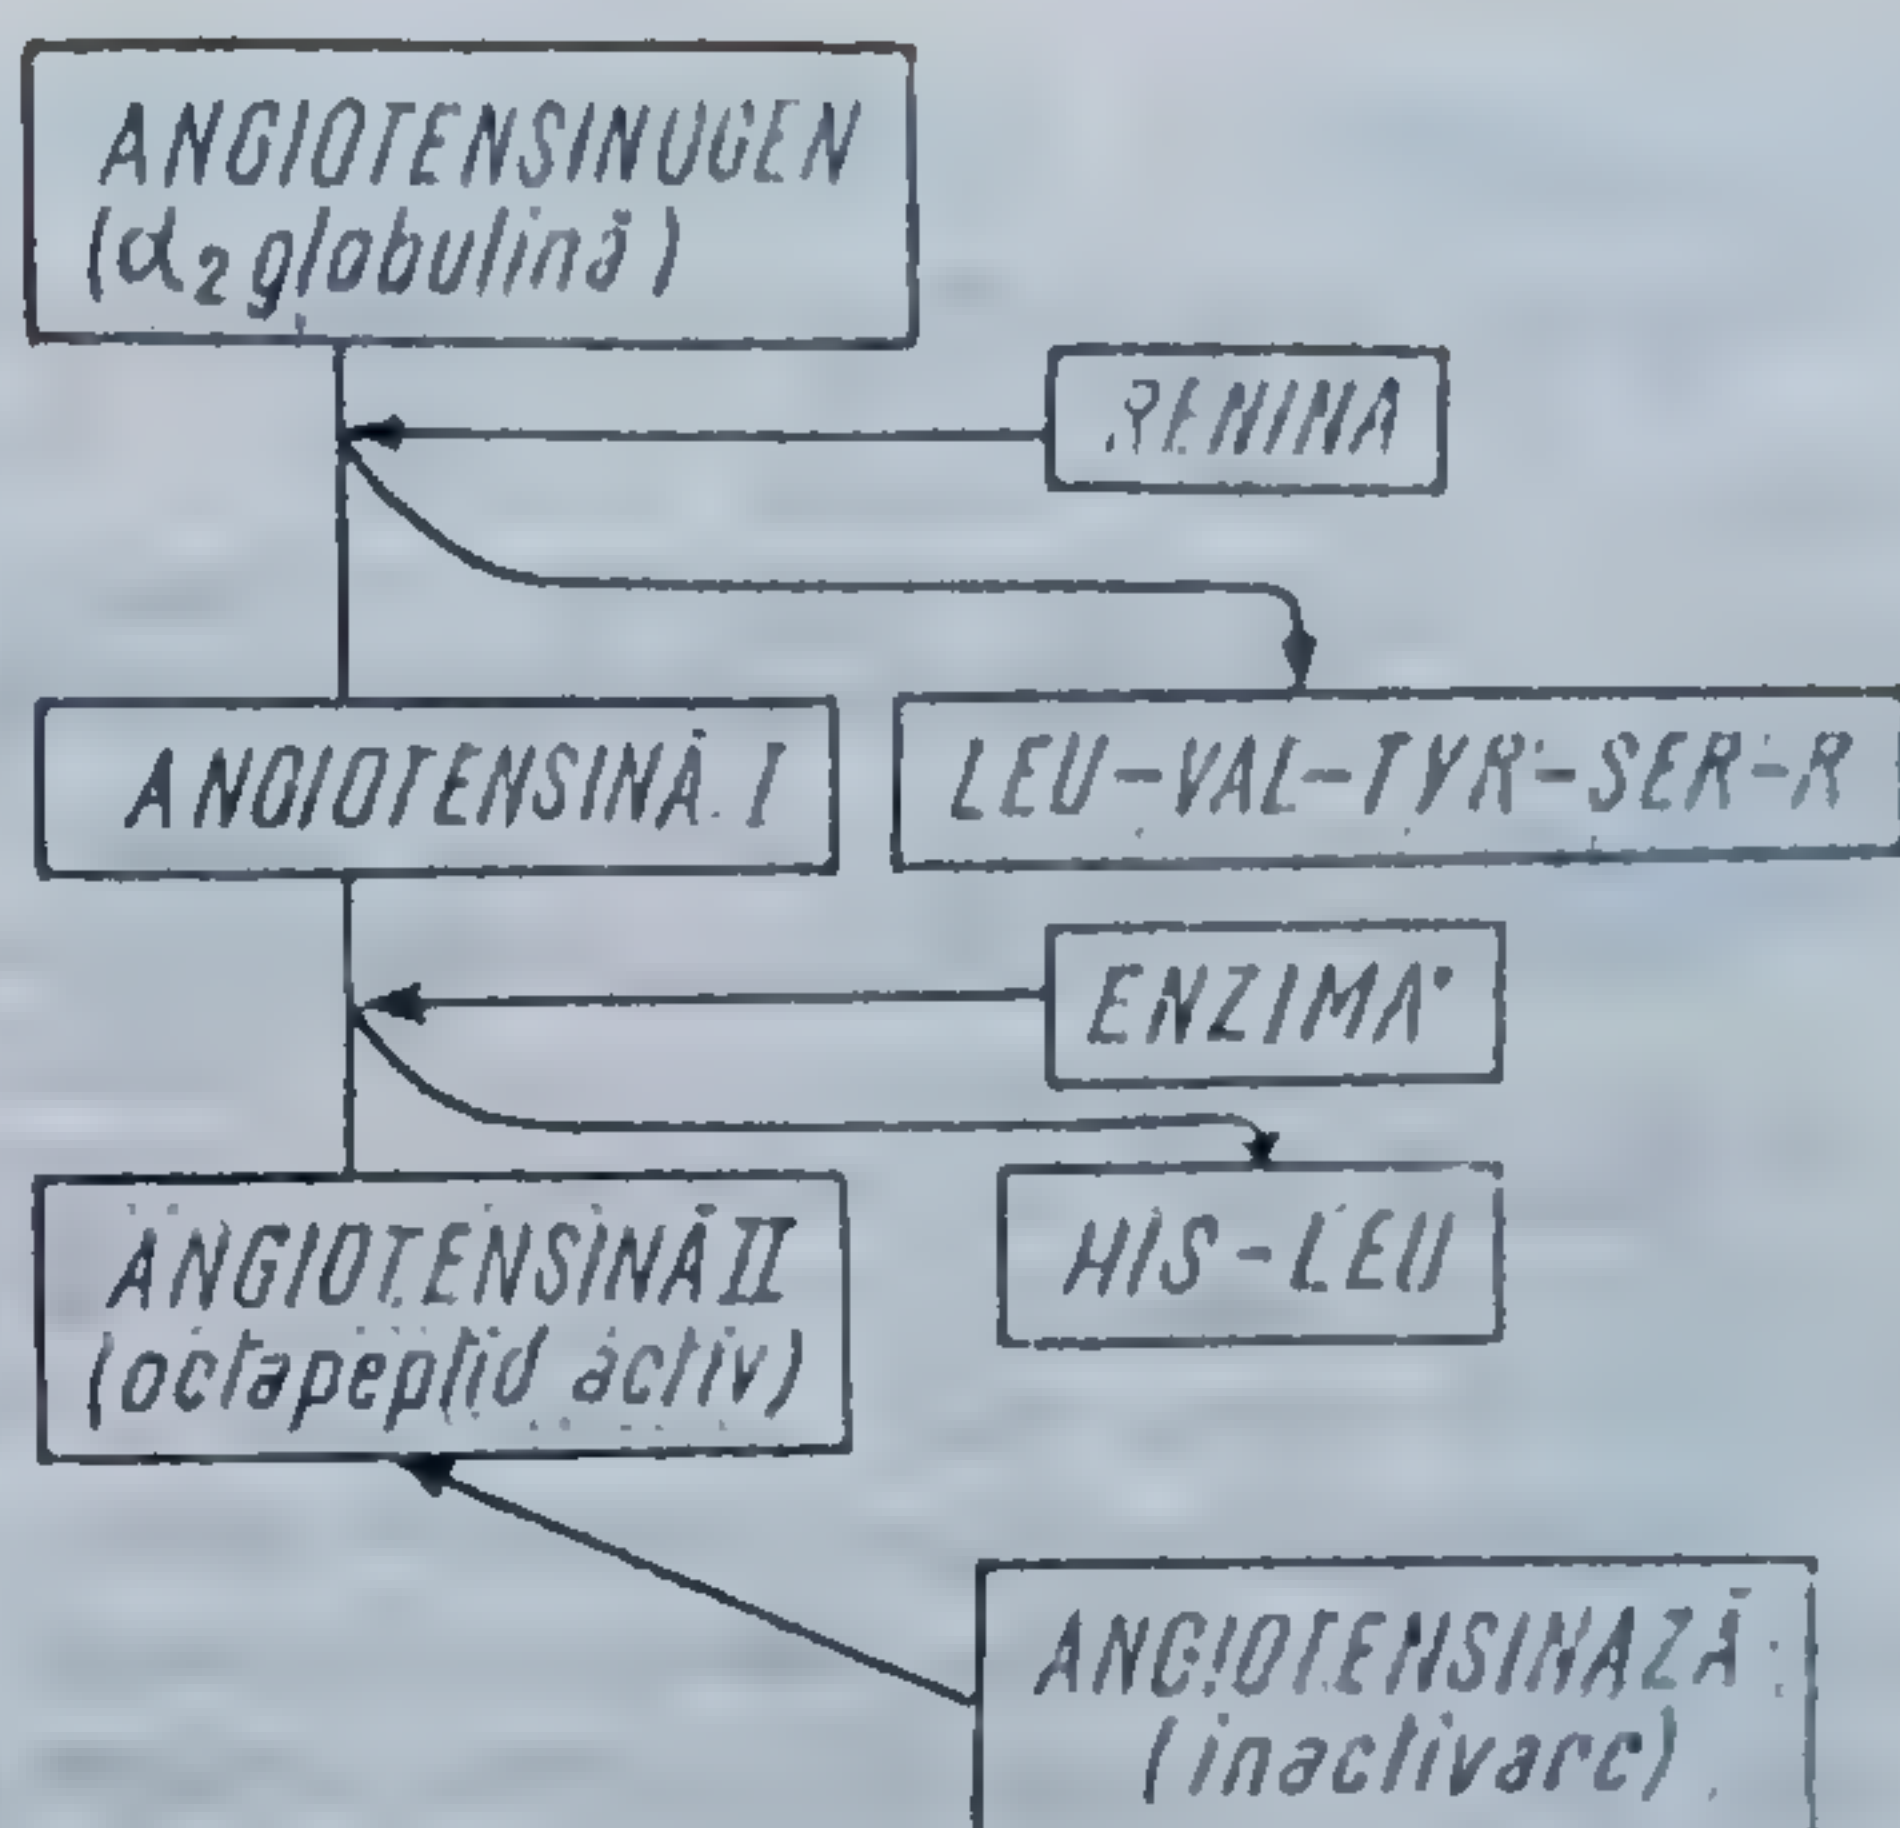 ANGIOTENSINOGEN
(α₂ globulină)
RENINA
ANGIOTENSINĂ I
LEU-VAL-TYR-SER-R
ENZIMA
ANGIOTENSINĂ II
(octapeptid activ)
HIS-LEU
ANGIOTENSINAZĂ
(inactivare)